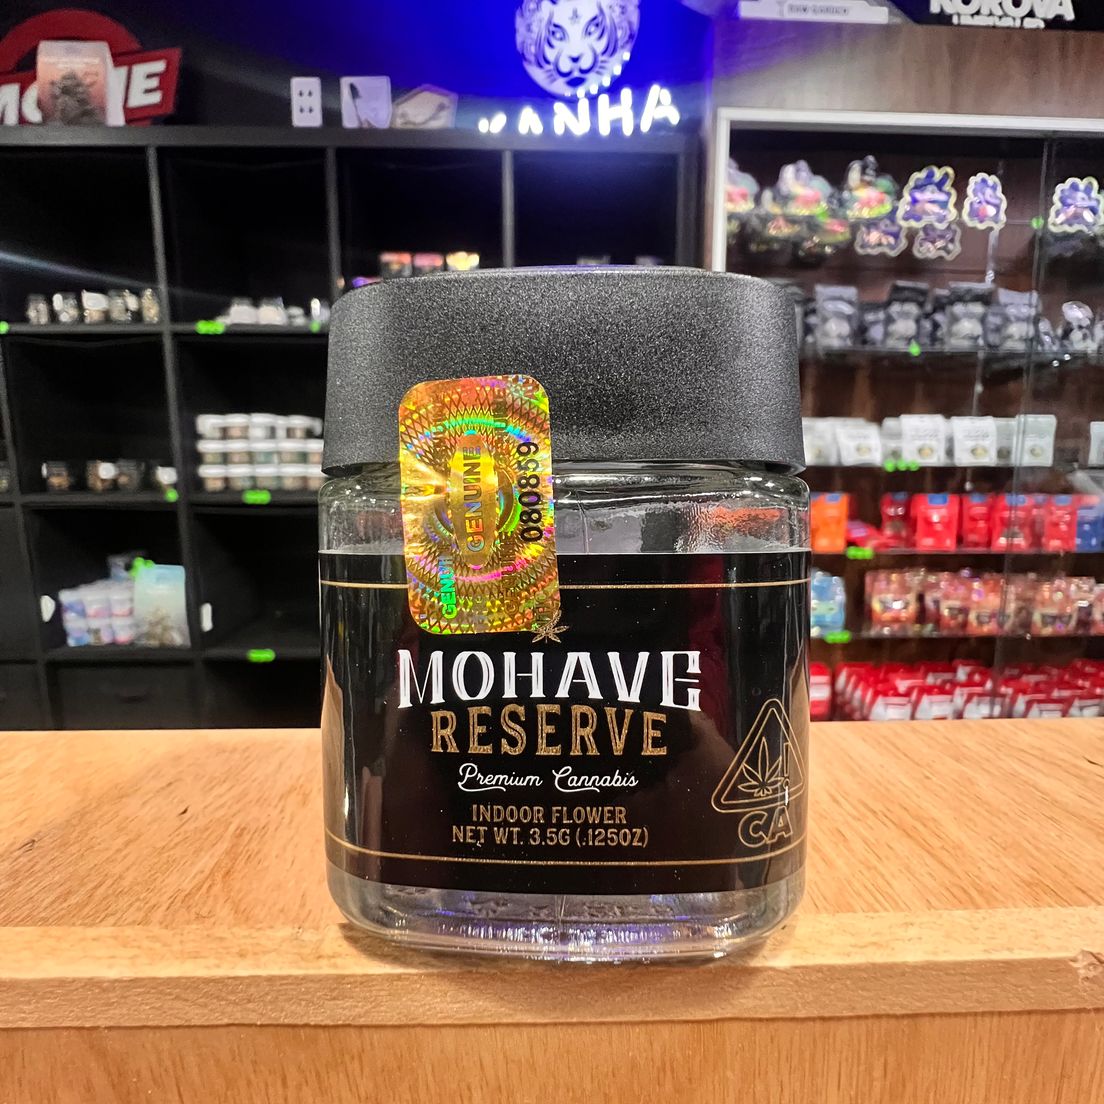 KOROVA
GENUINE
080859
MOHAVE
RESERVE
Premium Cannabis
INDOOR FLOWER
NET WT. 3.5G (.125OZ)
CA